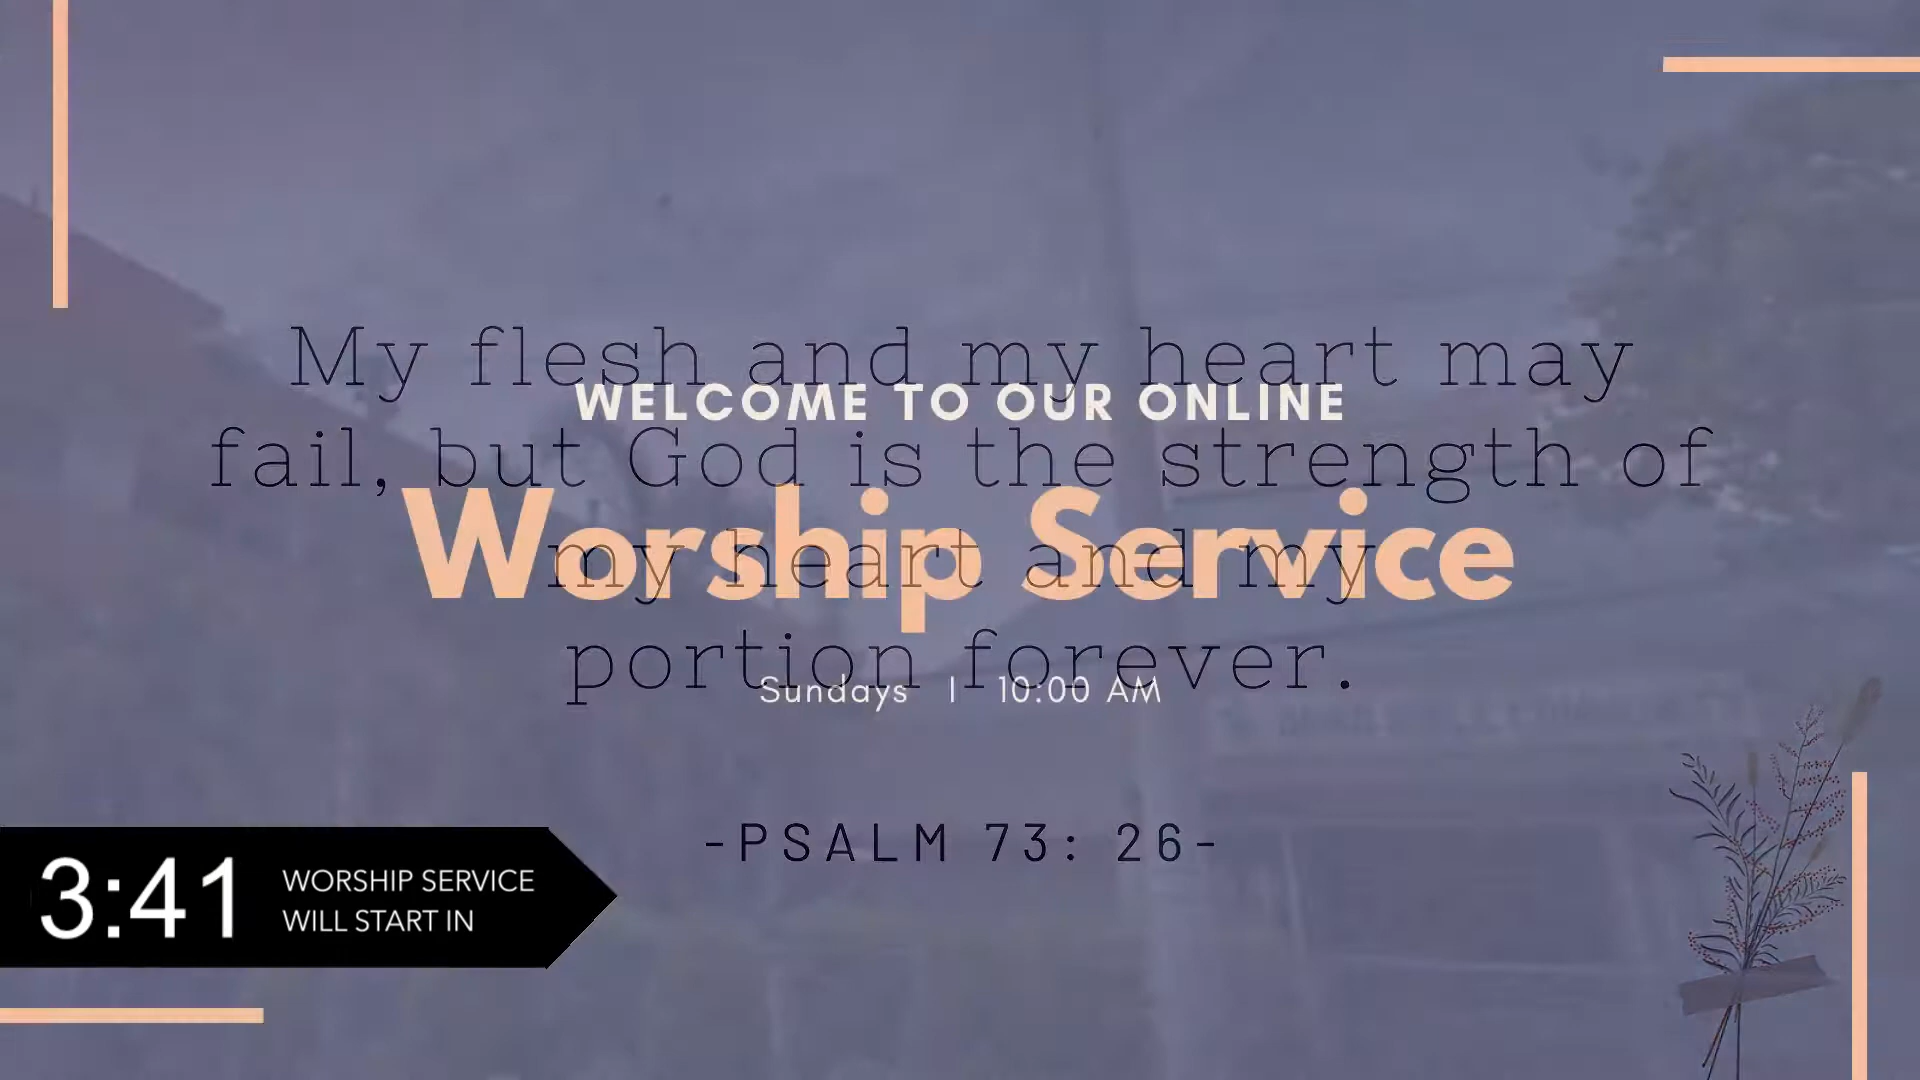 My flesh and my heart may
fail, but God is the strength of
my heart and my
portion forever.
-PSALM 73: 26-
WELCOME TO OUR ONLINE
Worship Service
Sundays I 10:00 AM
3:41
WORSHIP SERVICE
WILL START IN